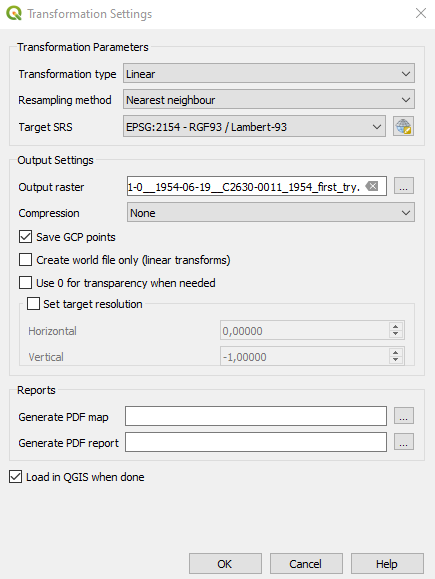 Transformation Settings
Transformation Parameters
Transformation type Linear
Resampling method Nearest neighbour
Target SRS EPSG:2154 - RGF93 / Lambert-93
Output Settings
Output raster 1-0__1954-06-19__C2630-0011_1954_first_try. ...
Compression None
Save GCP points
Create world file only (linear transforms)
Use 0 for transparency when needed
Set target resolution
Horizontal 0,00000
Vertical -1,00000
Reports
Generate PDF map ...
Generate PDF report ...
Load in QGIS when done
OK Cancel Help